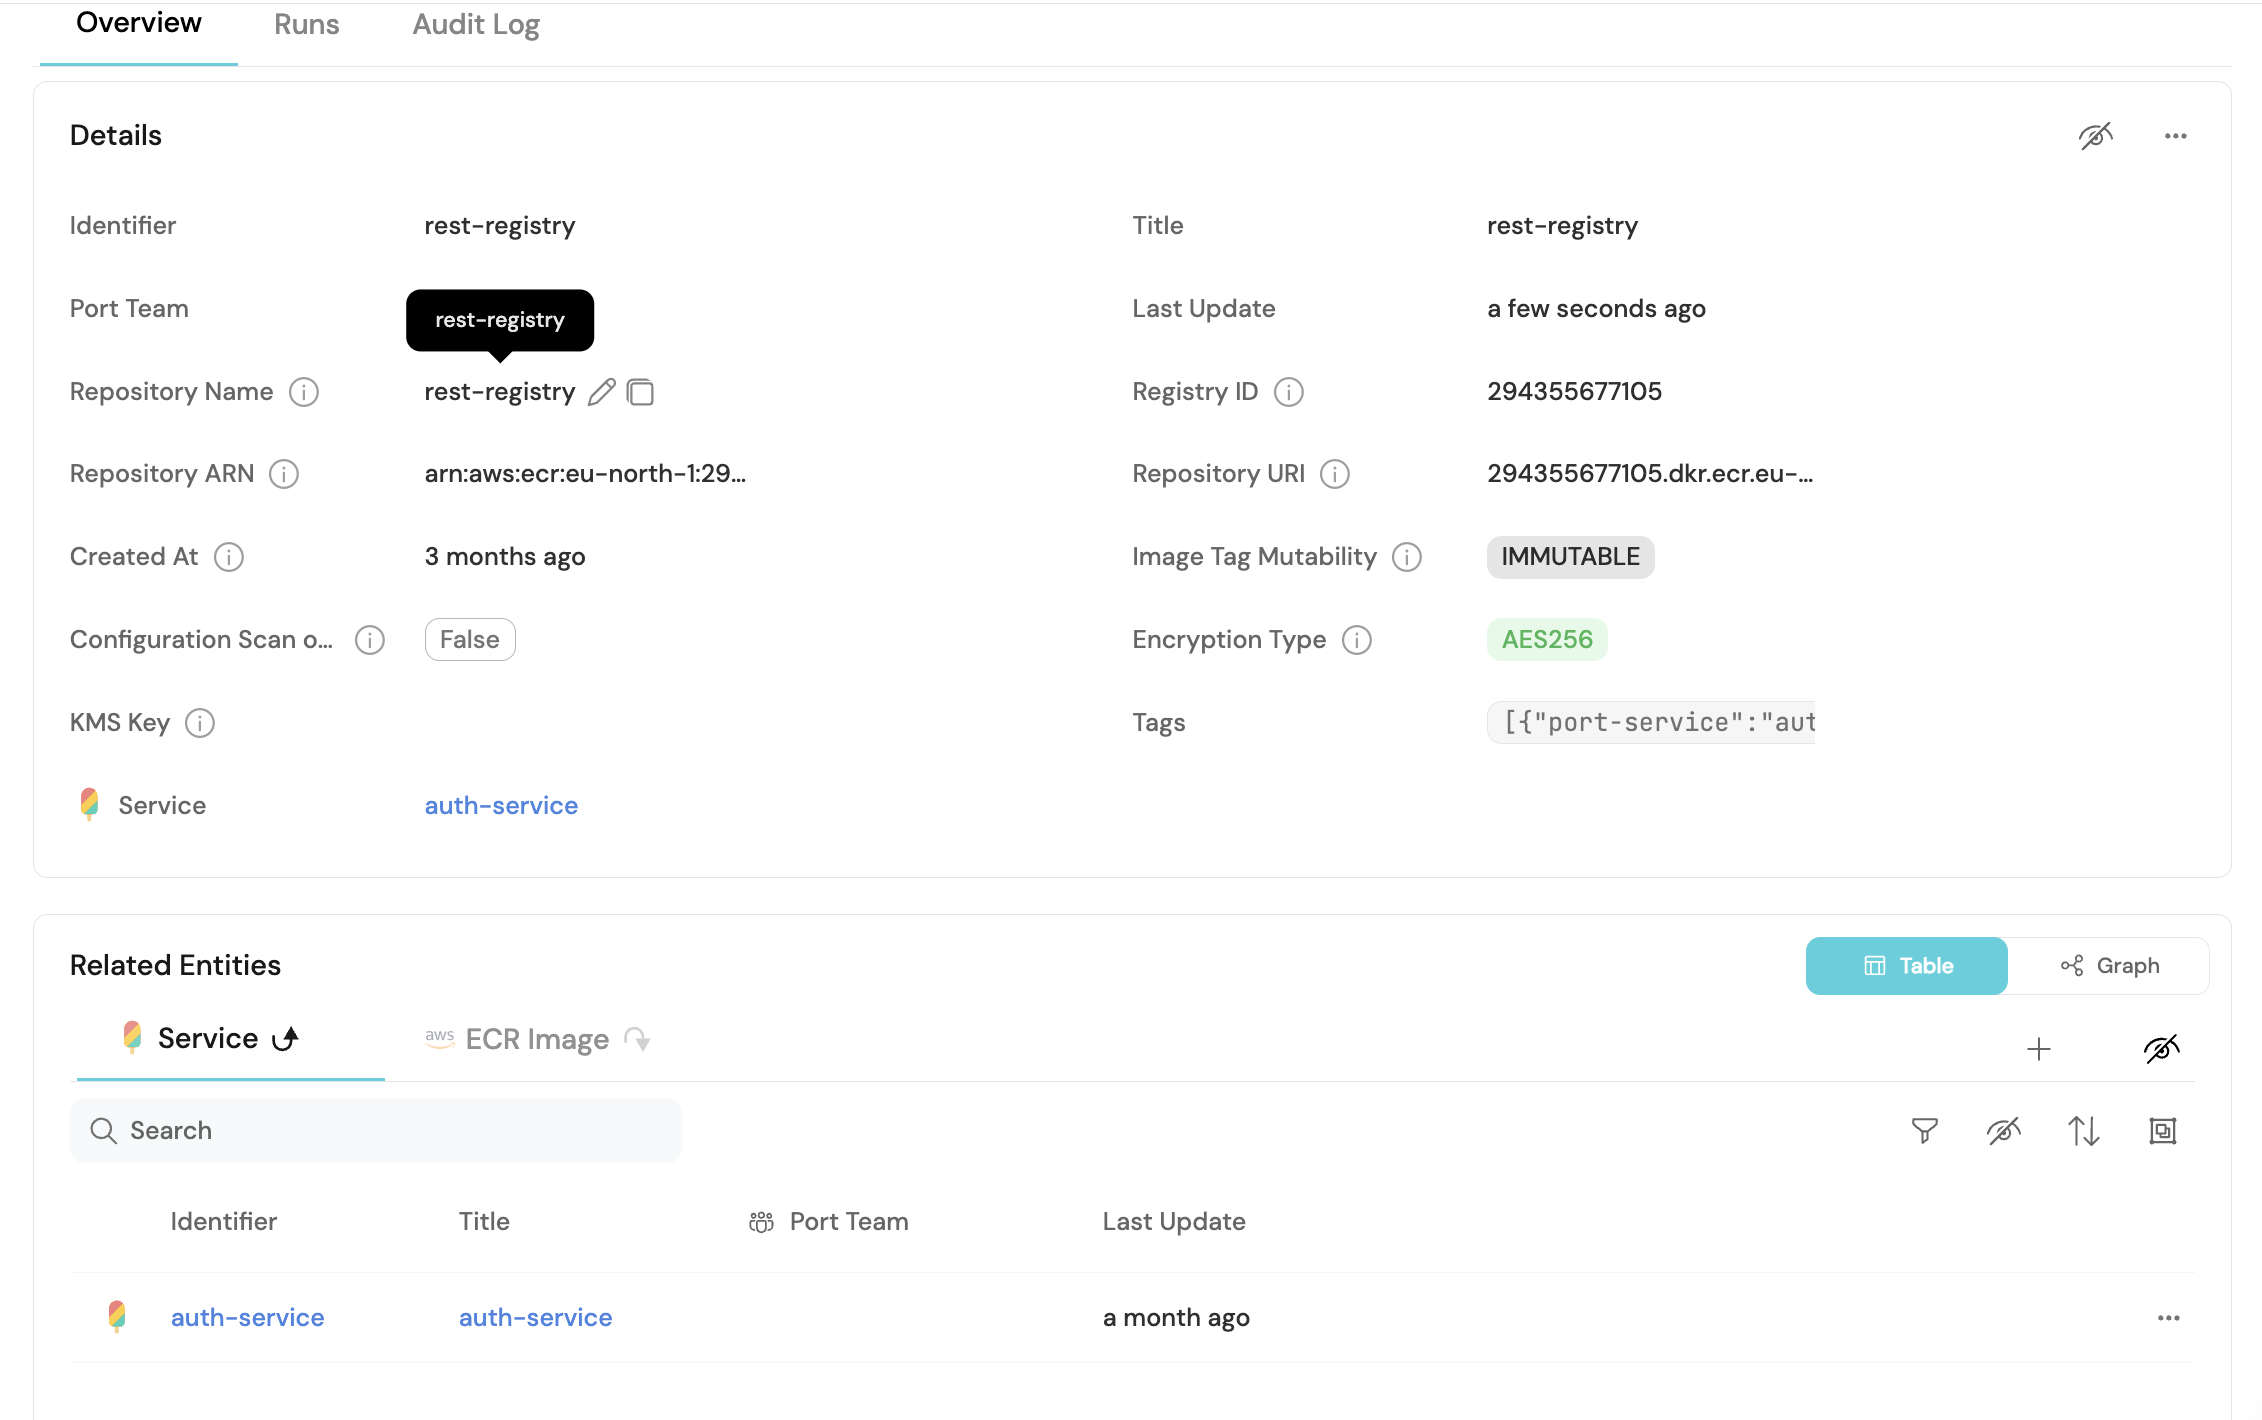 Overview Runs Audit Log
Details
Identifier rest-registry Title rest-registry
Port Team Last Update a few seconds ago
rest-registry
Repository Name rest-registry Registry ID 294355677105
Repository ARN arn:aws:ecr:eu-north-1:29... Repository URI 294355677105.dkr.ecr.eu-...
Created At 3 months ago Image Tag Mutability IMMUTABLE
Configuration Scan o... False Encryption Type AES256
KMS Key Tags [{"port-service":"aut
Service auth-service
Related Entities Table Graph
Service aws ECR Image
Search
Identifier Title Port Team Last Update
auth-service auth-service a month ago